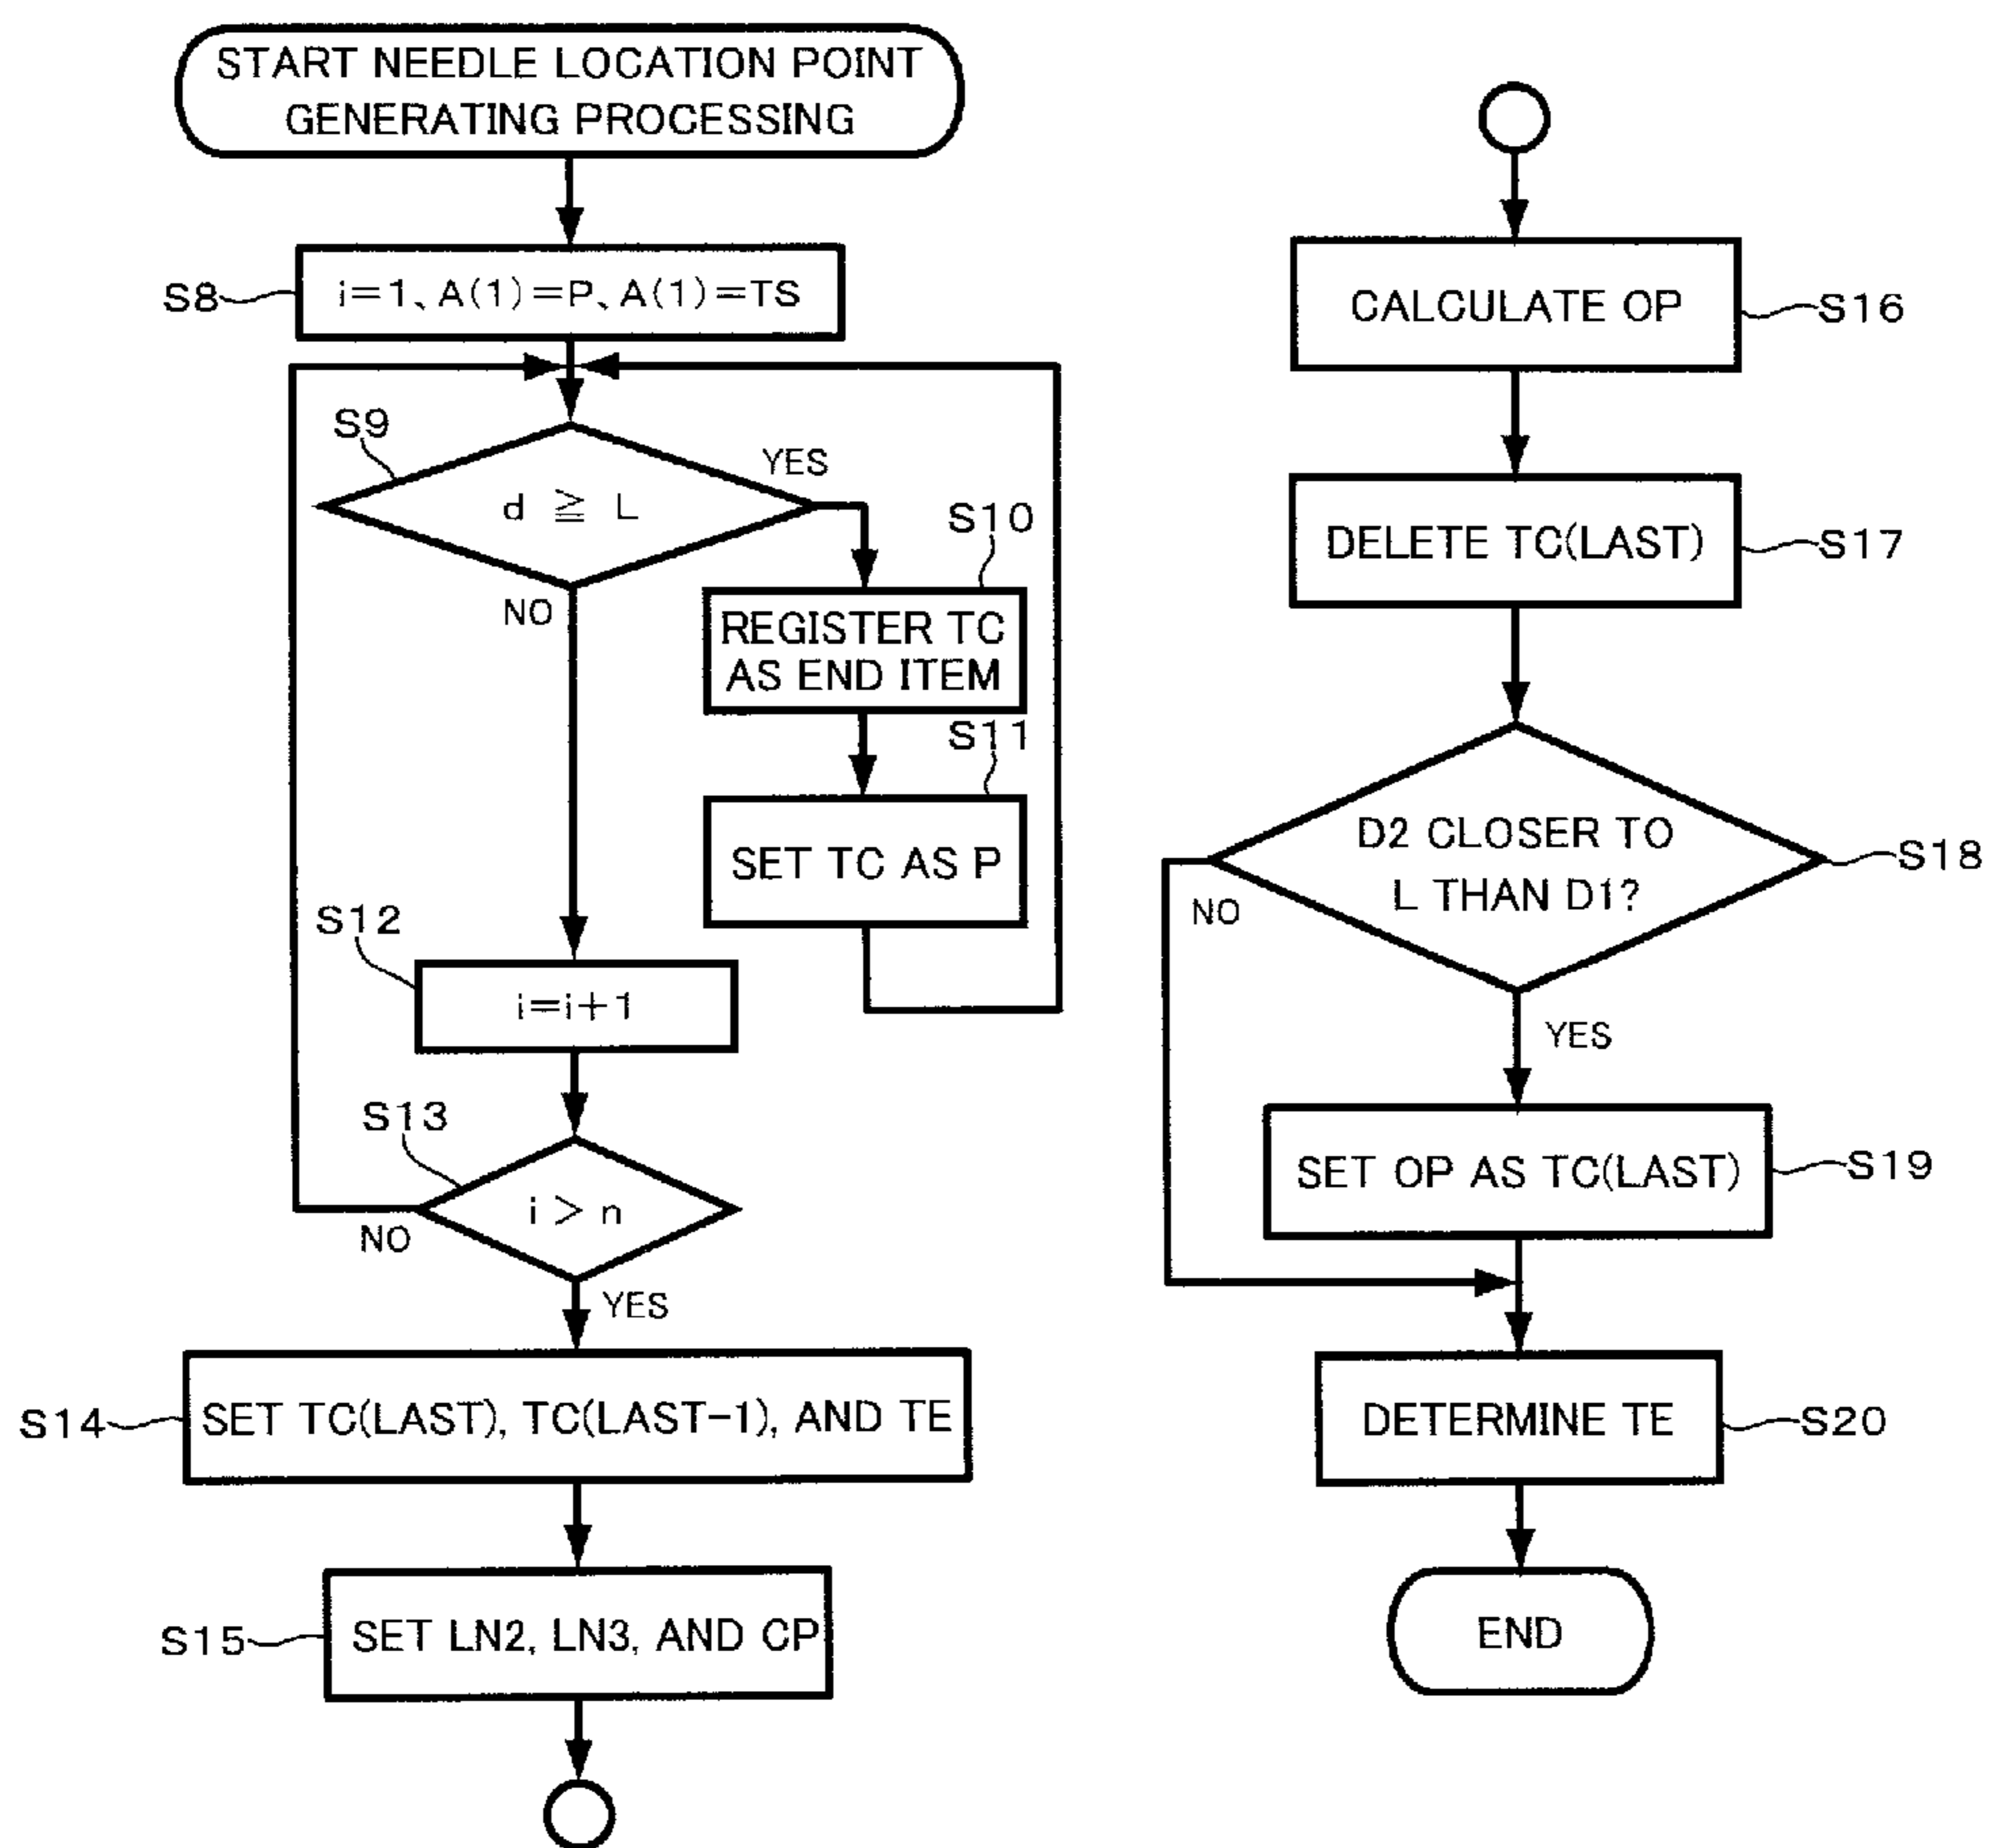 START NEEDLE LOCATION POINT
GENERATING PROCESSING
S8
i=1、A(1)=P、A(1)=TS
S9
d ≧ L
YES
NO
S10
REGISTER TC
AS END ITEM
S11
SET TC AS P
S12
i=i+1
S13
i > n
NO
YES
S14
SET TC(LAST), TC(LAST-1), AND TE
S15
SET LN2, LN3, AND CP
CALCULATE OP
S16
DELETE TC(LAST)
S17
D2 CLOSER TO
L THAN D1?
S18
NO
YES
SET OP AS TC(LAST)
S19
DETERMINE TE
S20
END